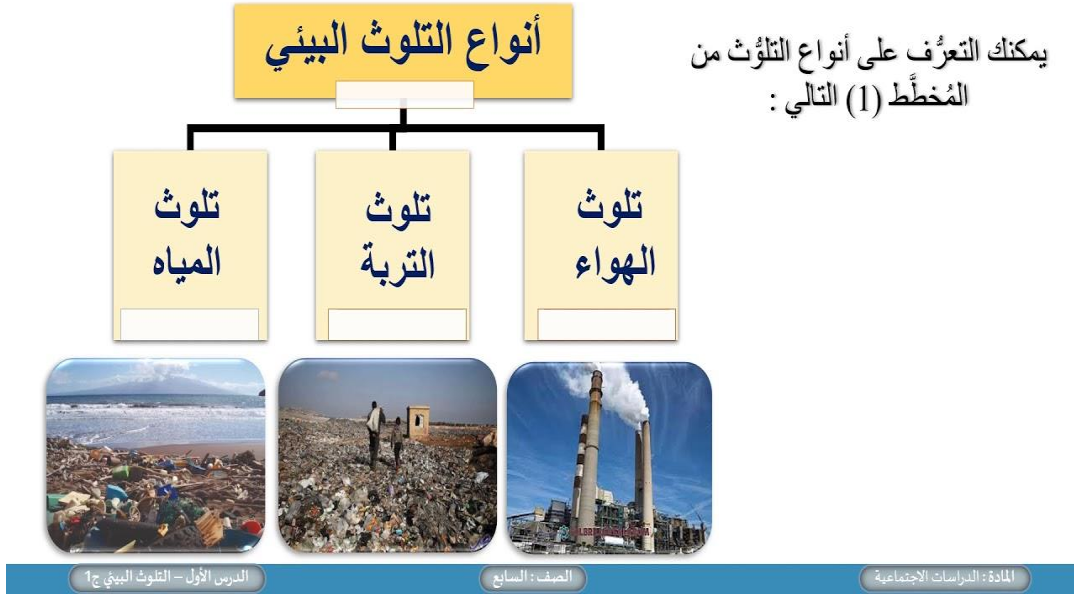 يمكنك التعرُّف على أنواع التلوُّث من
المُخطَّط (1) التالي :
أنواع التلوث البيئي
تلوث
الهواء
تلوث
التربة
تلوث
المياه
المادة : الدراسات الاجتماعية
الصف : السابع
الدرس الأول – التلوث البيئي ج1